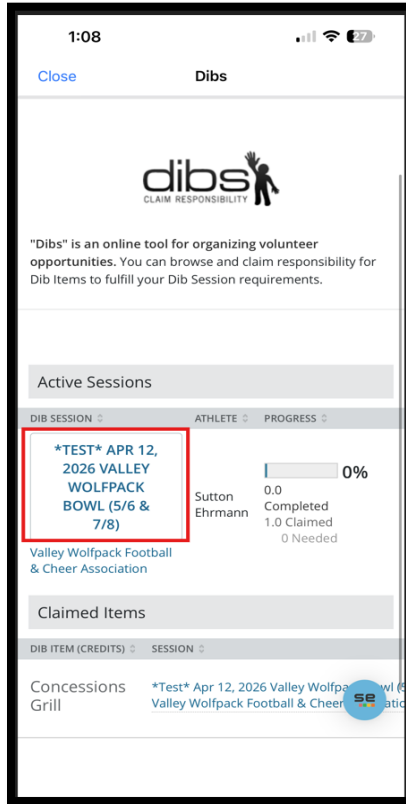 1:08
27
Close
Dibs
dibs
CLAIM RESPONSIBILITY
"Dibs" is an online tool for organizing volunteer
opportunities. You can browse and claim responsibility for
Dib Items to fulfill your Dib Session requirements.
Active Sessions
DIB SESSION ATHLETE PROGRESS
*TEST* APR 12,
2026 VALLEY
WOLFPACK
BOWL (5/6 &
7/8)
Valley Wolfpack Football
& Cheer Association
Sutton
Ehrmann
0%
0.0
Completed
1.0 Claimed
0 Needed
Claimed Items
DIB ITEM (CREDITS) SESSION
Concessions
Grill
*Test* Apr 12, 2026 Valley Wolfpa
Valley Wolfpack Football & Cheer
se